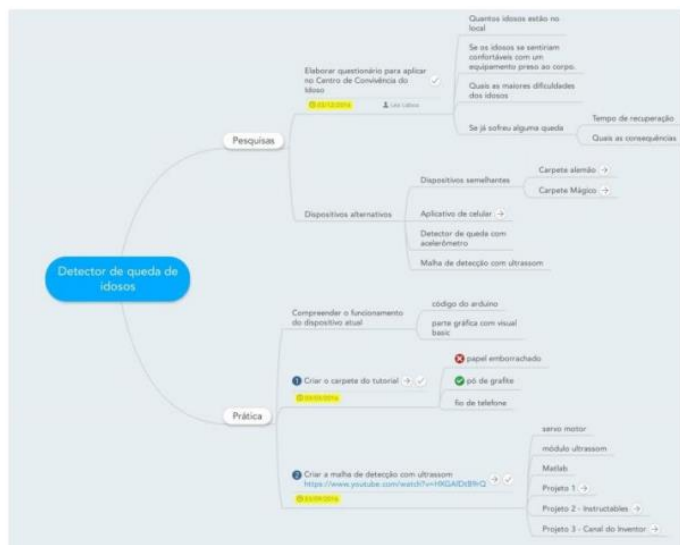 Detector de queda de
idosos
Pesquisas
Elaborar questionário para aplicar
no Centro de Convivência do
Idoso
Quantos idosos estão no
local
Se os idosos se sentiriam
confortáveis com um
equipamento preso ao corpo.
Quais as maiores dificuldades
dos idosos
Se já sofreu alguma queda
Tempo de recuperação
Quais as consequências
Dispositivos alternativos
Dispositivos semelhantes
Carpete alemão
Carpete Mágico
Aplicativo de celular
Detector de queda com
acelerômetro
Malha de detecção com ultrassom
Prática
Compreender o funcionamento
do dispositivo atual
código do arduino
parte gráfica com visual
basic
1 Criar o carpete do tutorial
papel emborrachado
pó de grafite
fio de telefone
2 Criar a malha de detecção com ultrassom
servo motor
módulo ultrassom
Matlab
Projeto 1
Projeto 2 - Instructables
Projeto 3 - Canal do Inventor